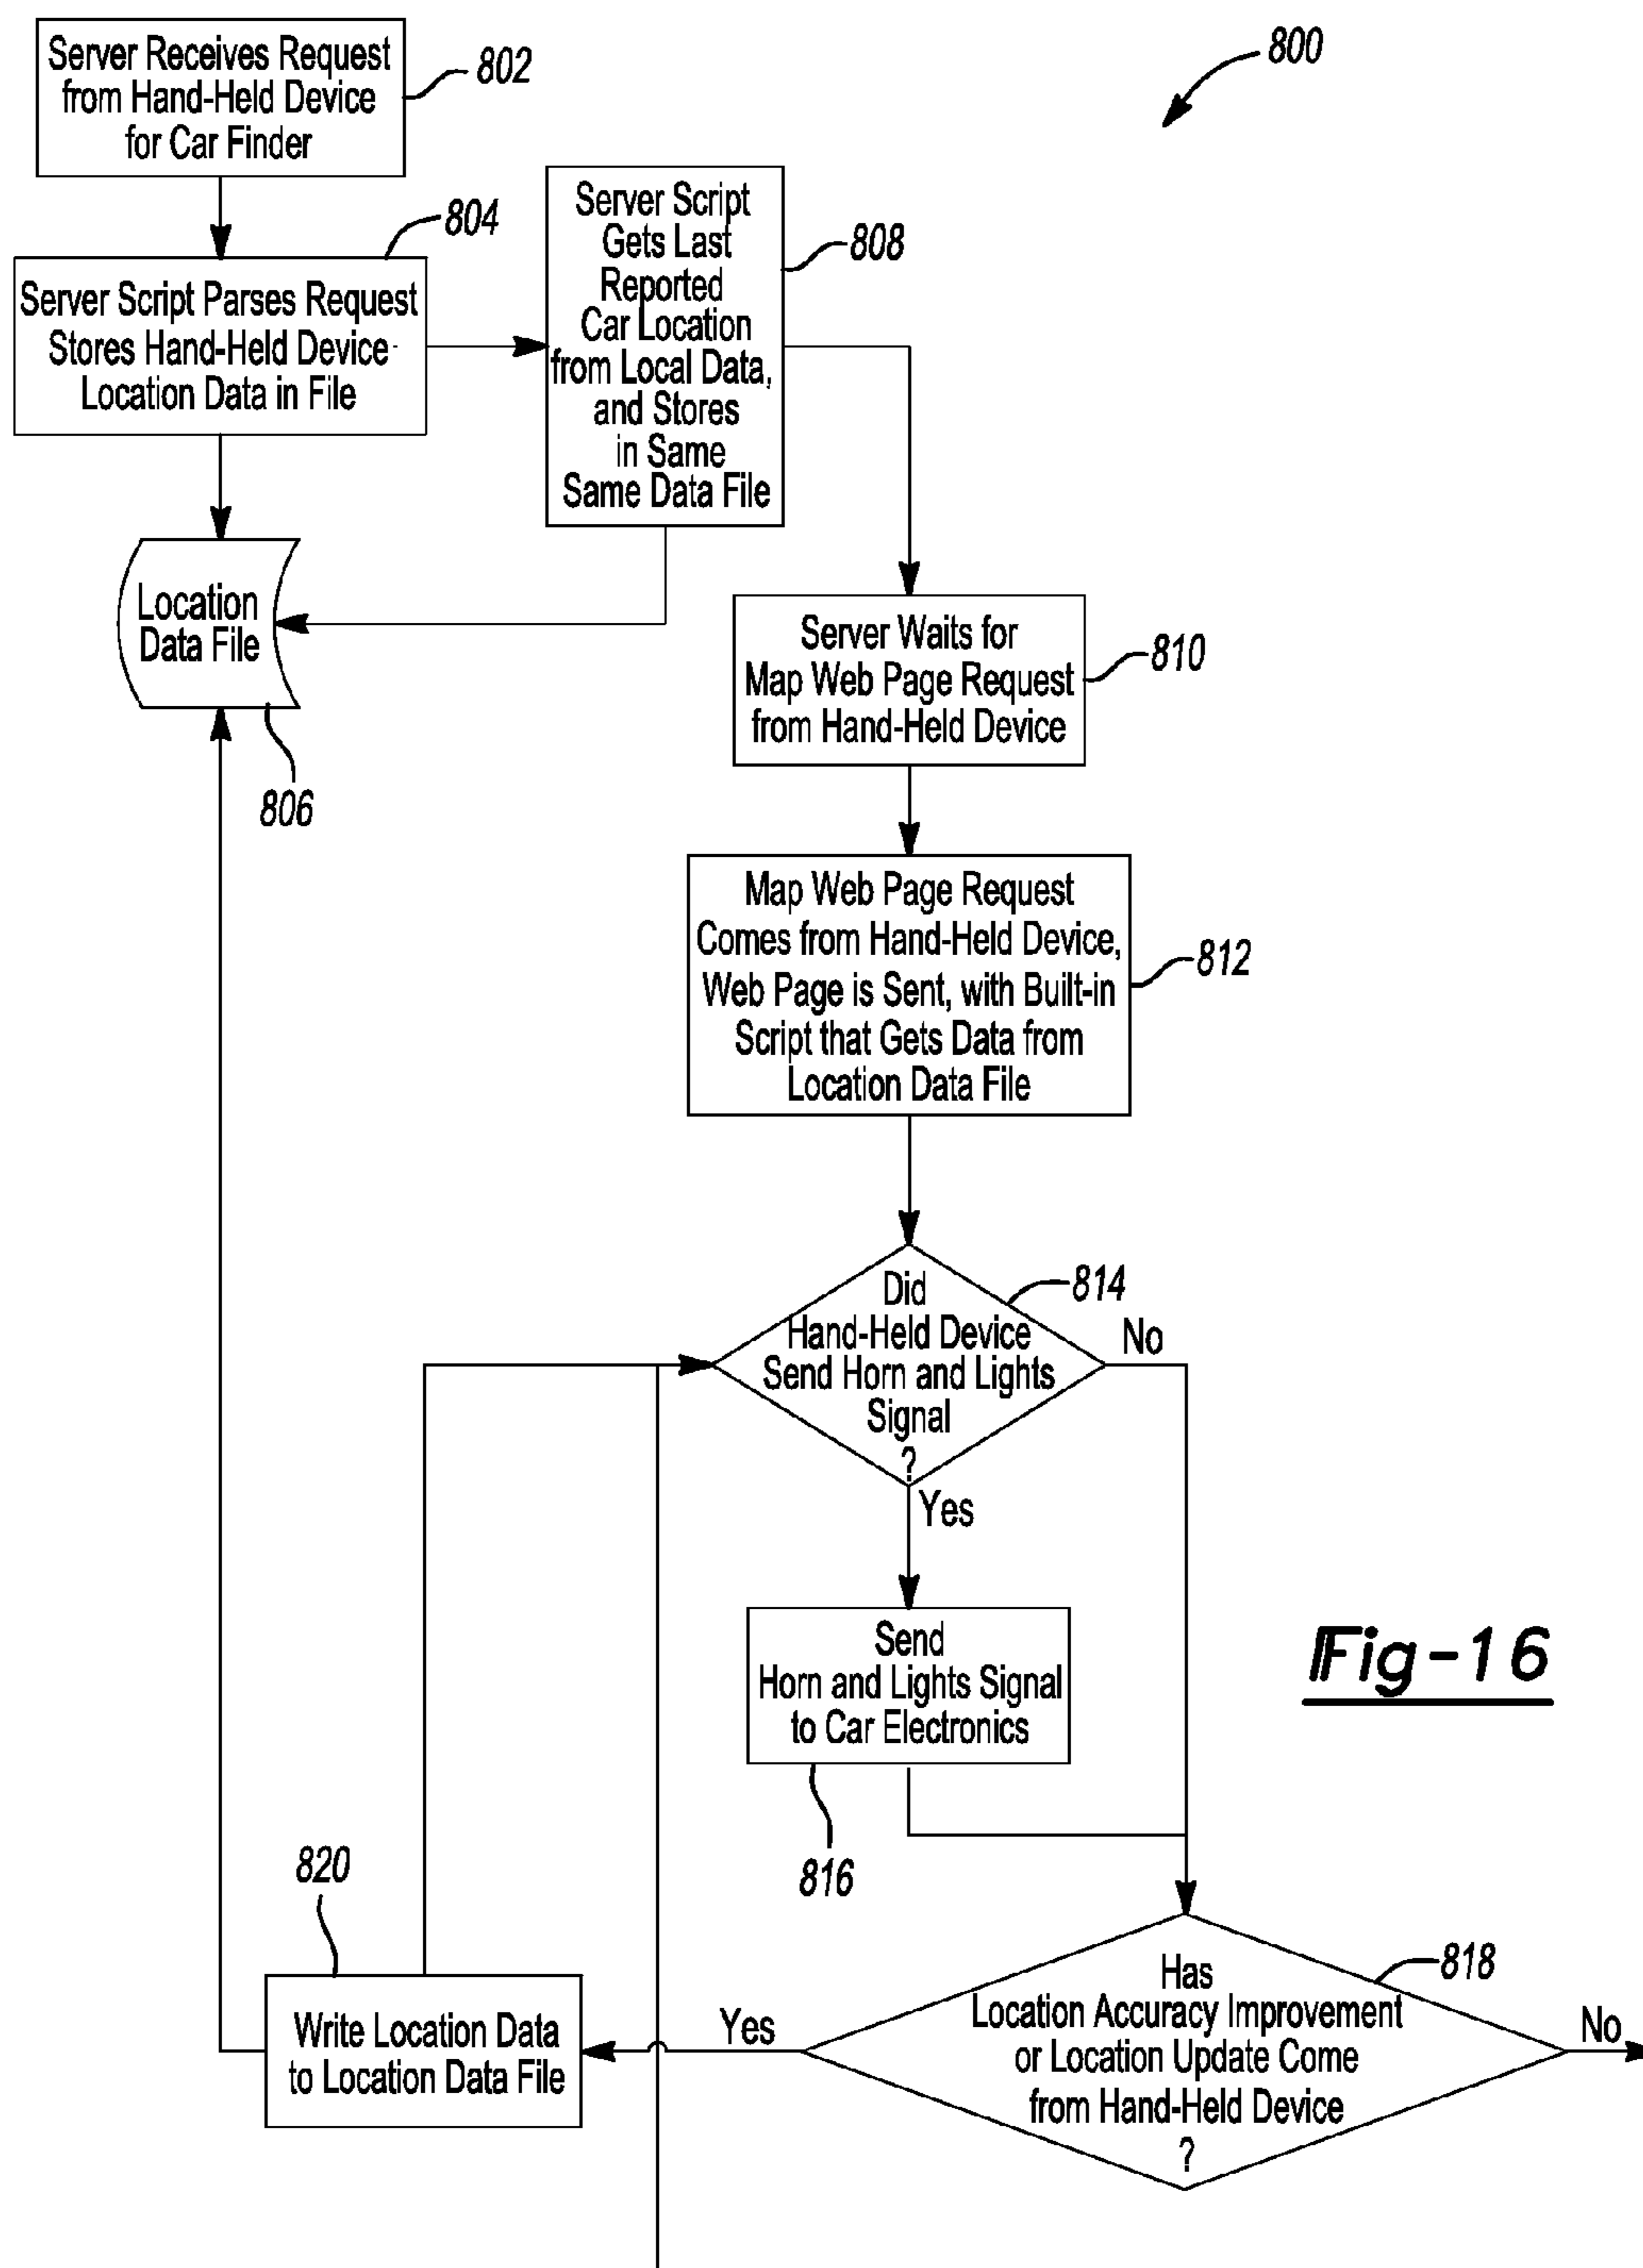 Server Receives Request
from Hand-Held Device
for Car Finder
802
800
Server Script Parses Request
Stores Hand-Held Device
Location Data in File
804
Server Script
Gets Last
Reported
Car Location
from Local Data,
and Stores
in Same
Same Data File
808
Location
Data File
806
Server Waits for
Map Web Page Request
from Hand-Held Device
810
Map Web Page Request
Comes from Hand-Held Device,
Web Page is Sent, with Built-in
Script that Gets Data from
Location Data File
812
Did
Hand-Held Device
Send Horn and Lights
Signal
?
814
No
Yes
Send
Horn and Lights Signal
to Car Electronics
816
Fig-16
820
Write Location Data
to Location Data File
Yes
Has
Location Accuracy Improvement
or Location Update Come
from Hand-Held Device
?
818
No